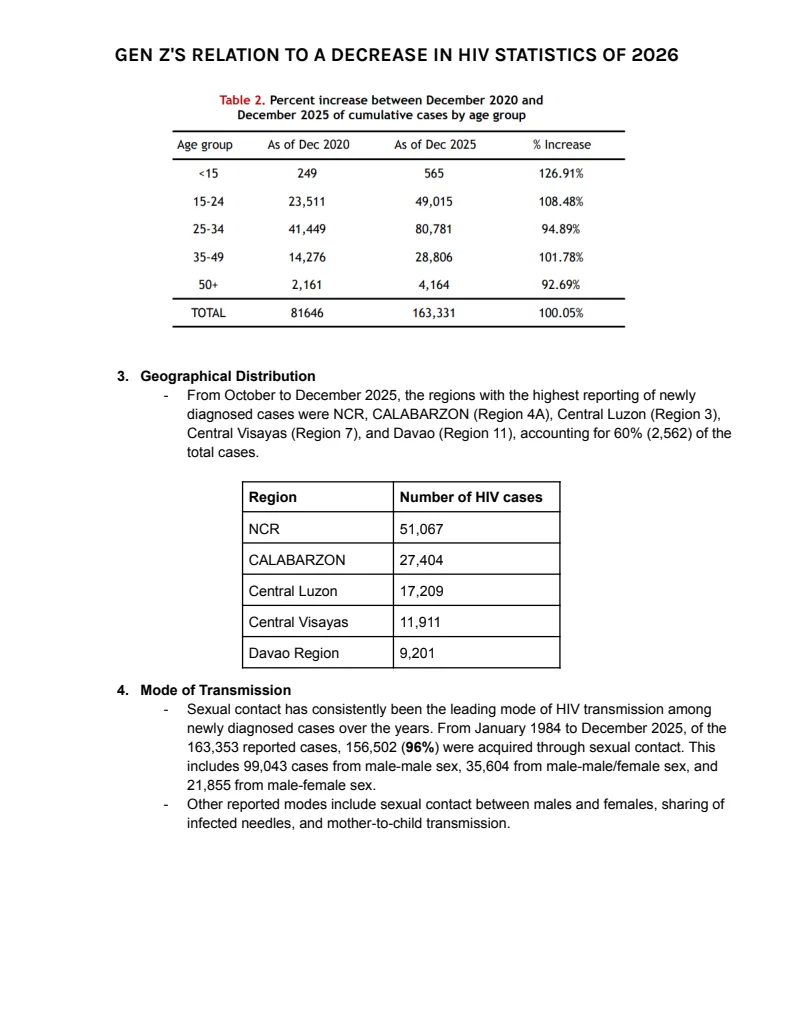 GEN Z'S RELATION TO A DECREASE IN HIV STATISTICS OF 2026
Table 2. Percent increase between December 2020 and
December 2025 of cumulative cases by age group
Age group As of Dec 2020 As of Dec 2025 % Increase
<15 249 565 126.91%
15-24 23,511 49,015 108.48%
25-34 41,449 80,781 94.89%
35-49 14,276 28,806 101.78%
50+ 2,161 4,164 92.69%
TOTAL 81646 163,331 100.05%
3. Geographical Distribution
- From October to December 2025, the regions with the highest reporting of newly
diagnosed cases were NCR, CALABARZON (Region 4A), Central Luzon (Region 3),
Central Visayas (Region 7), and Davao (Region 11), accounting for 60% (2,562) of the
total cases.
Region Number of HIV cases
NCR 51,067
CALABARZON 27,404
Central Luzon 17,209
Central Visayas 11,911
Davao Region 9,201
4. Mode of Transmission
- Sexual contact has consistently been the leading mode of HIV transmission among
newly diagnosed cases over the years. From January 1984 to December 2025, of the
163,353 reported cases, 156,502 (96%) were acquired through sexual contact. This
includes 99,043 cases from male-male sex, 35,604 from male-male/female sex, and
21,855 from male-female sex.
- Other reported modes include sexual contact between males and females, sharing of
infected needles, and mother-to-child transmission.